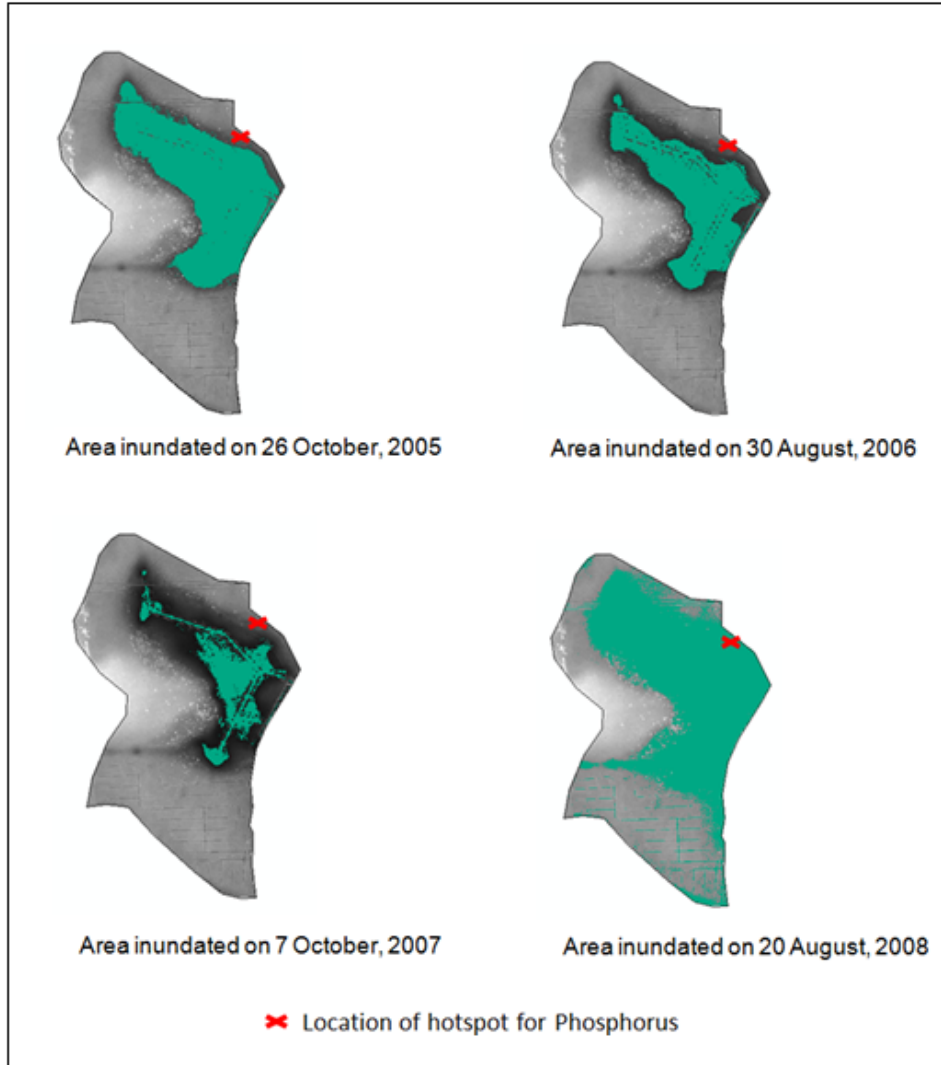 Area inundated on 26 October, 2005
Area inundated on 30 August, 2006
Area inundated on 7 October, 2007
Area inundated on 20 August, 2008
Location of hotspot for Phosphorus